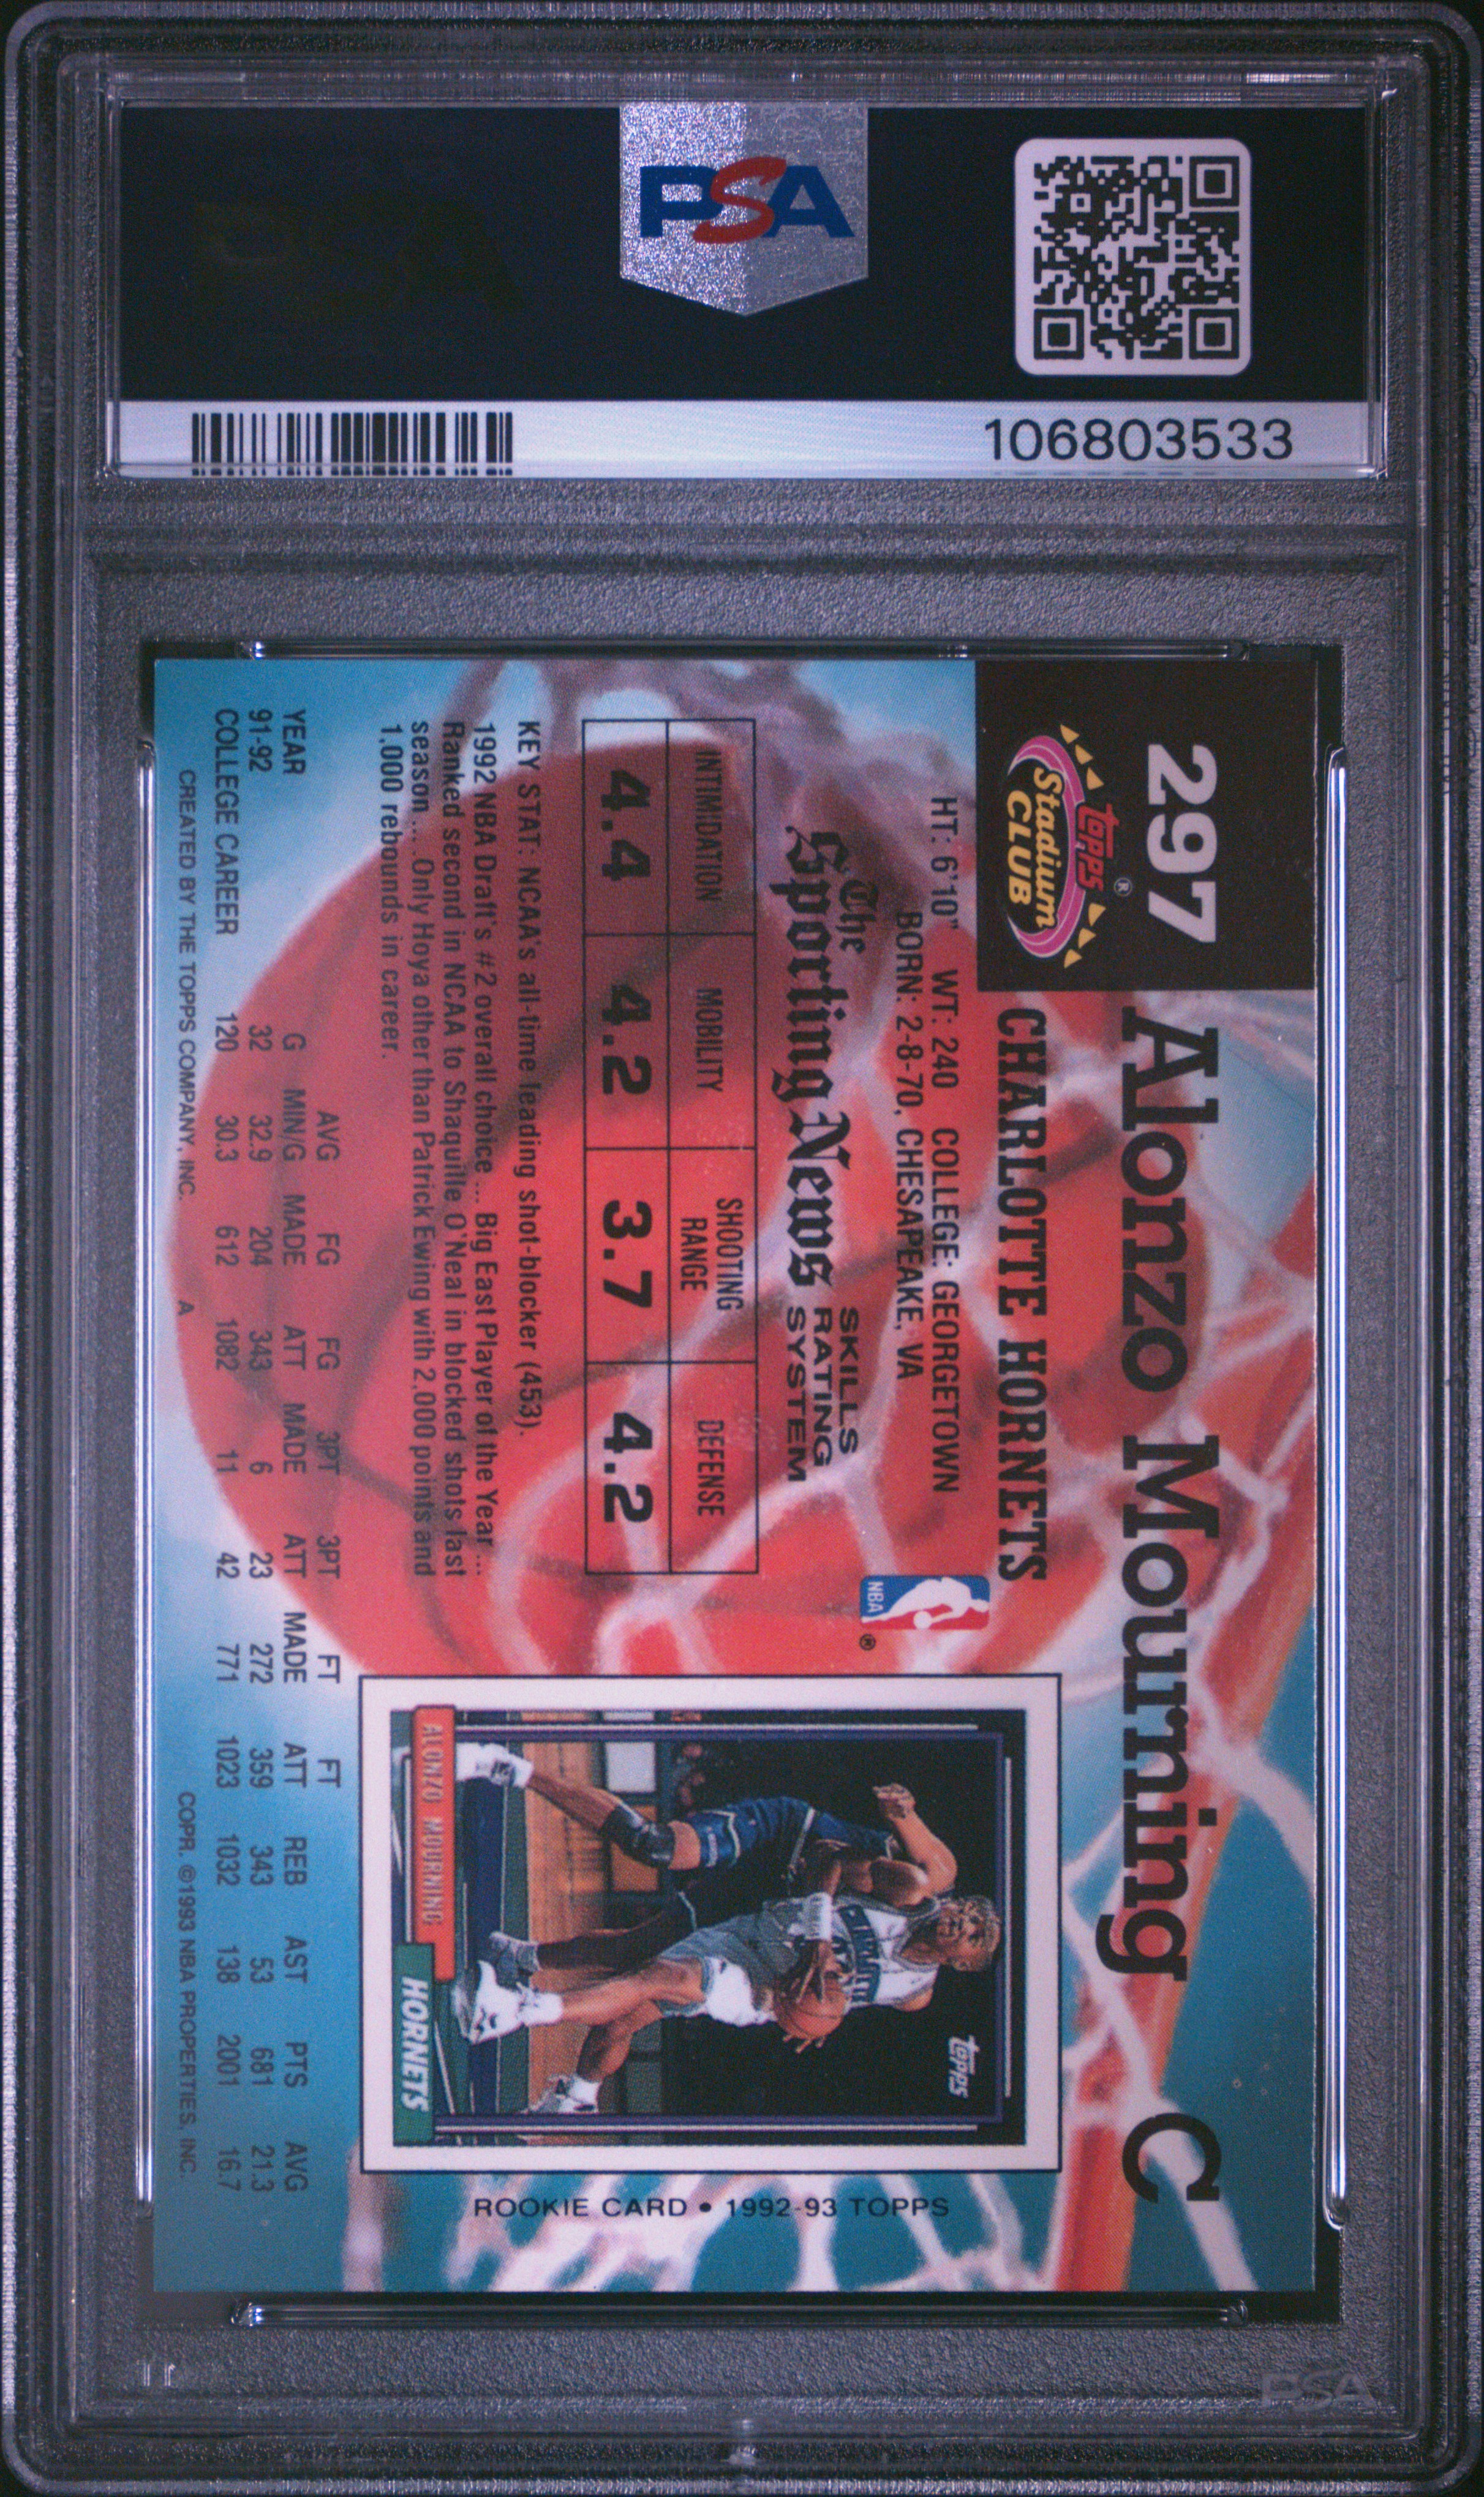 PSA
106803533
297
Topps®
Stadium
CLUB
Alonzo Mourning C
CHARLOTTE HORNETS
HT: 6'10" WT: 240 COLLEGE: GEORGETOWN
BORN: 2-8-70, CHESAPEAKE, VA
NBA
®
The
Sporting News
SKILLS
RATING
SYSTEM
INTIMIDATION MOBILITY SHOOTING RANGE DEFENSE
4.4 4.2 3.7 4.2
KEY STAT: NCAA's all-time leading shot-blocker (453).
1992 NBA Draft's #2 overall choice ... Big East Player of the Year ...
Ranked second in NCAA to Shaquille O'Neal in blocked shots last
season ... Only Hoya other than Patrick Ewing with 2,000 points and
1,000 rebounds in career.
Topps
ALONZO MOURNING
HORNETS
ROOKIE CARD • 1992-93 TOPPS
AVG FG FG 3PT 3PT FT FT
YEAR G MIN/G MADE ATT MADE ATT MADE ATT REB AST PTS AVG
91-92 32 32.9 204 343 6 23 272 359 343 53 681 21.3
COLLEGE CAREER 120 30.3 612 1082 11 42 771 1023 1032 138 2001 16.7
CREATED BY THE TOPPS COMPANY, INC. A COPR. ©1993 NBA PROPERTIES, INC.
PSA